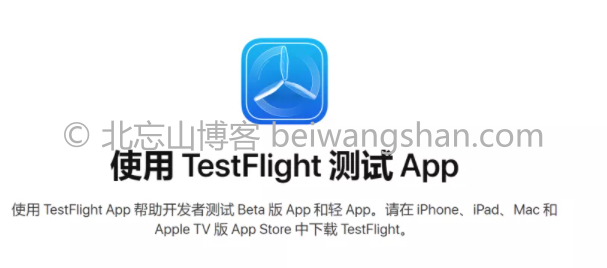 © 北忘山博客 beiwangshan.com
使用 TestFlight 测试 App
使用 TestFlight App 帮助开发者测试 Beta 版 App 和轻 App。请在 iPhone、iPad、Mac 和
Apple TV 版 App Store 中下载 TestFlight。